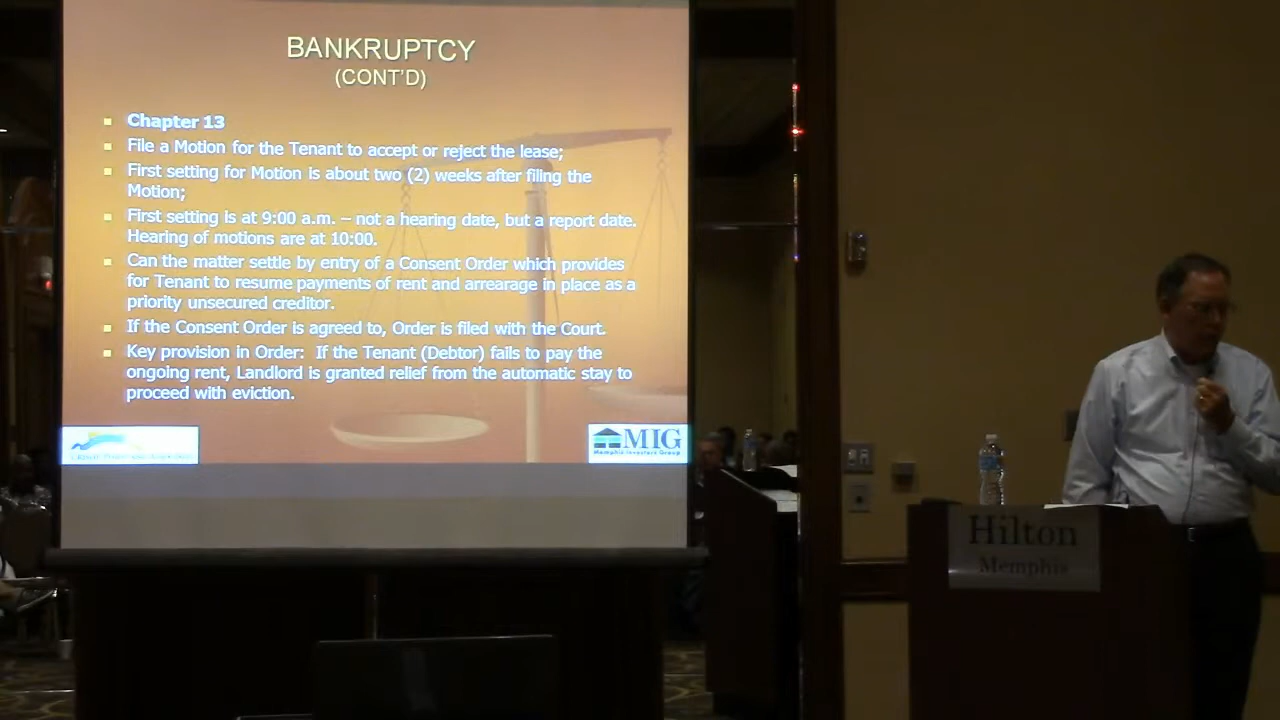 BANKRUPTCY
(CONT'D)
Chapter 13
File a Motion for the Tenant to accept or reject the lease;
First setting for Motion is about two (2) weeks after filing the
Motion;
First setting is at 9:00 a.m. – not a hearing date, but a report date.
Hearing of motions are at 10:00.
Can the matter settle by entry of a Consent Order which provides
for Tenant to resume payments of rent and arrearage in place as a
priority unsecured creditor.
If the Consent Order is agreed to, Order is filed with the Court.
Key provision in Order: If the Tenant (Debtor) fails to pay the
ongoing rent, Landlord is granted relief from the automatic stay to
proceed with eviction.
MIG
Memphis Investors Group
Hilton
Memphis